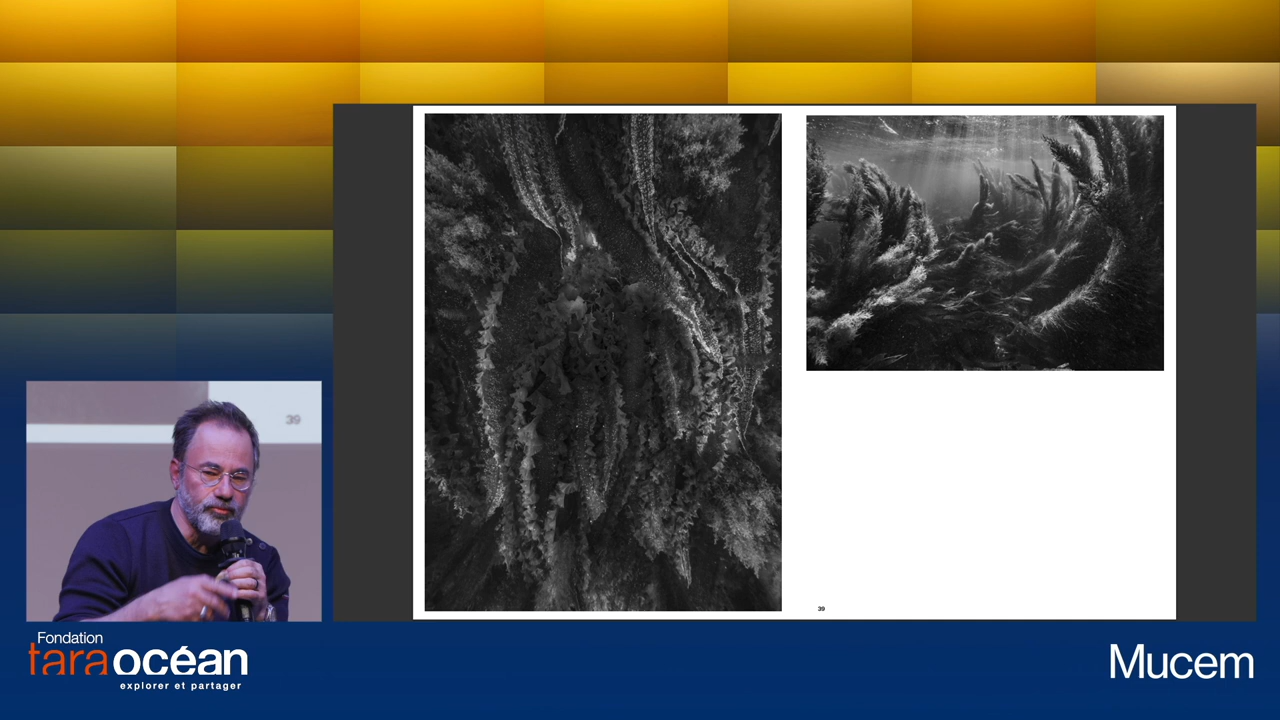 39
39
Fondation
taraocéan
explorer et partager
Mucem